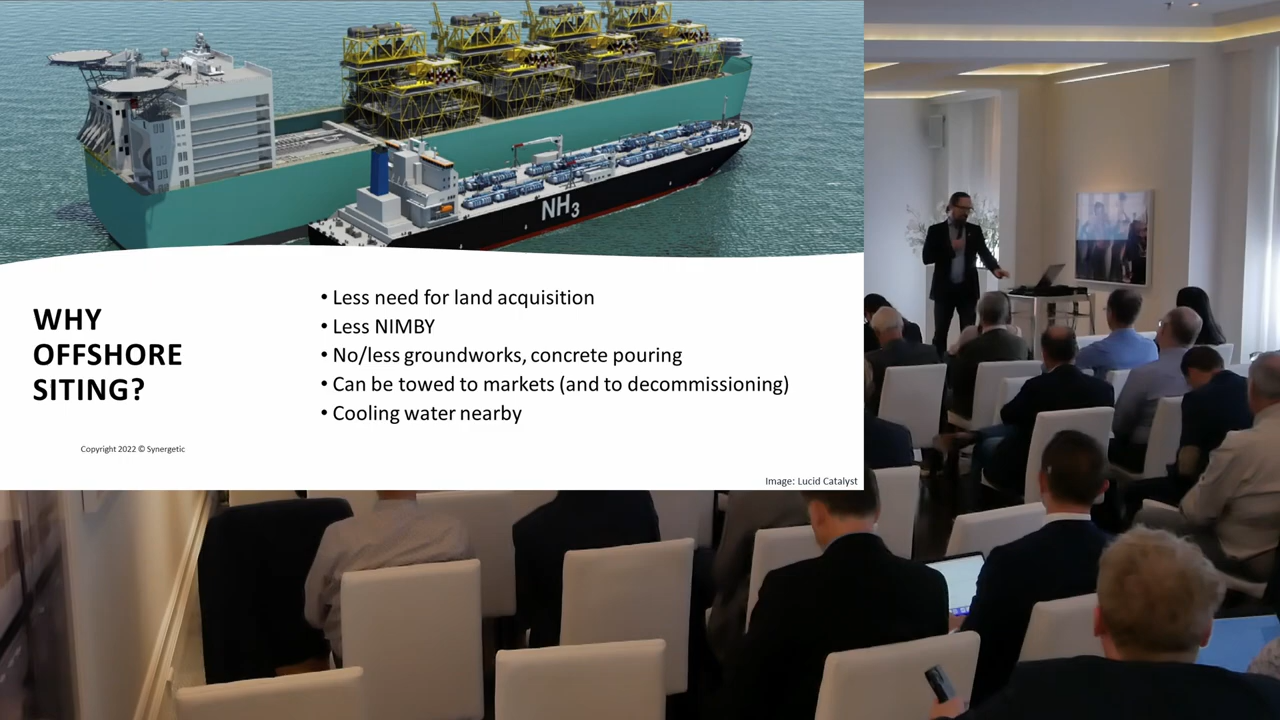 NH3
WHY
OFFSHORE
SITING?
• Less need for land acquisition
• Less NIMBY
• No/less groundworks, concrete pouring
• Can be towed to markets (and to decommissioning)
• Cooling water nearby
Copyright 2022 © Synergetic
Image: Lucid Catalyst